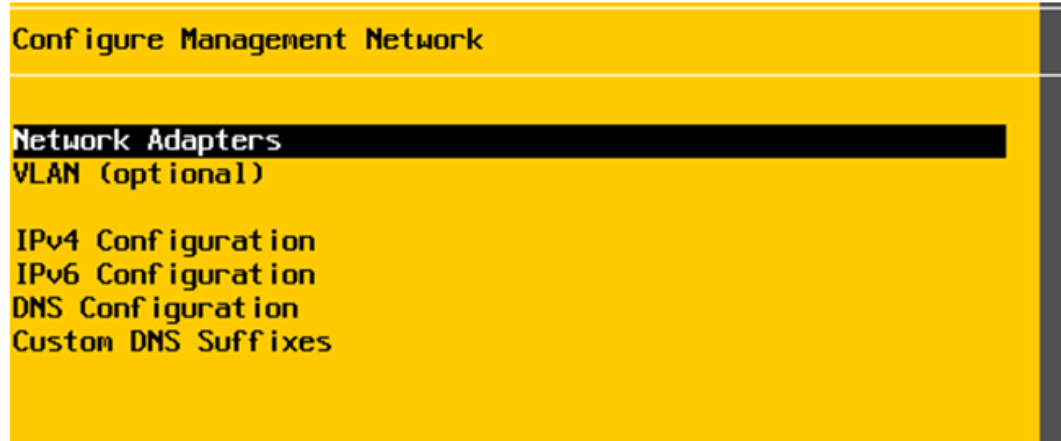 Configure Management Network
Network Adapters
VLAN (optional)
IPv4 Configuration
IPv6 Configuration
DNS Configuration
Custom DNS Suffixes